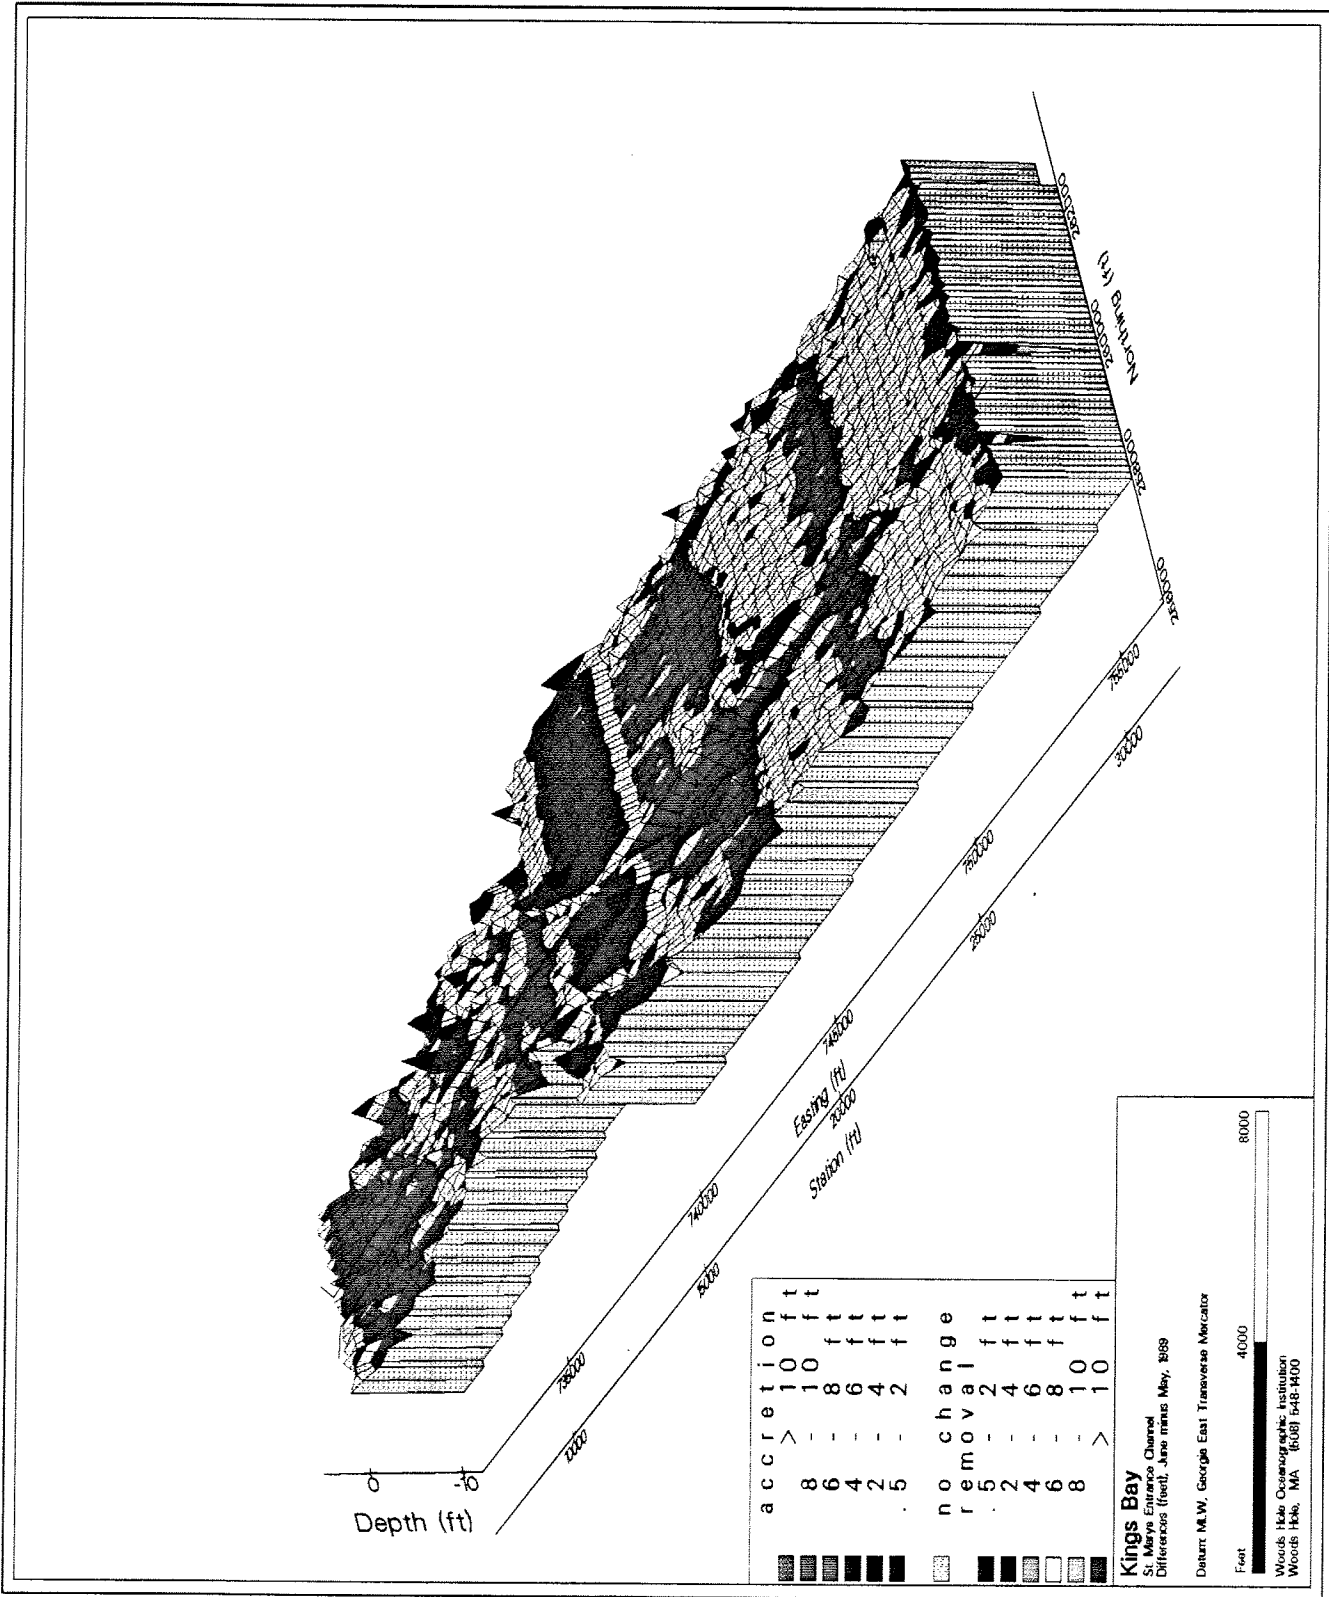 282000
280000
Northing (ft)
258000
256000
755000
750000
745000
740000
735000
Easting (ft)
30000
25000
20000
15000
10000
Station (ft)
0
-10
Depth (ft)
accretion
> 10 ft
8 - 10 ft
6 - 8 ft
4 - 6 ft
2 - 4 ft
.5 - 2 ft
no change
removal
.5 - 2 ft
2 - 4 ft
4 - 6 ft
6 - 8 ft
8 - 10 ft
> 10 ft
Kings Bay
St. Marys Entrance Channel
Differences (feet), June minus May, 1989
Datum: MLW, Georgia East Transverse Mercator
Feet 4000 8000
Woods Hole Oceanographic Institution
Woods Hole, MA (508) 548-1400